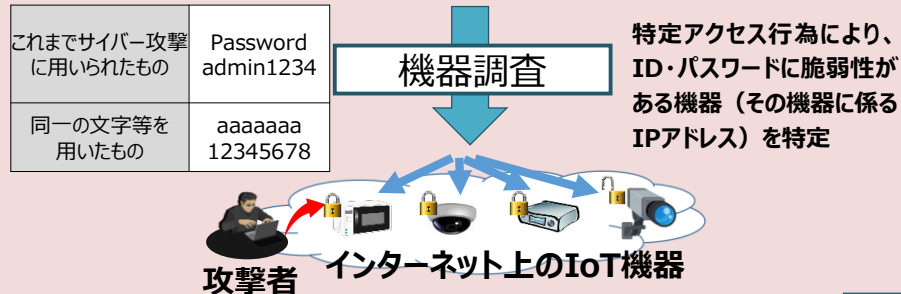 これまでサイバー攻撃
に用いられたもの
Password
admin1234
同一の文字等を
用いたもの
aaaaaaa
12345678
機器調査
特定アクセス行為により、
ID・パスワードに脆弱性が
ある機器（その機器に係る
IPアドレス）を特定
攻撃者
インターネット上のIoT機器